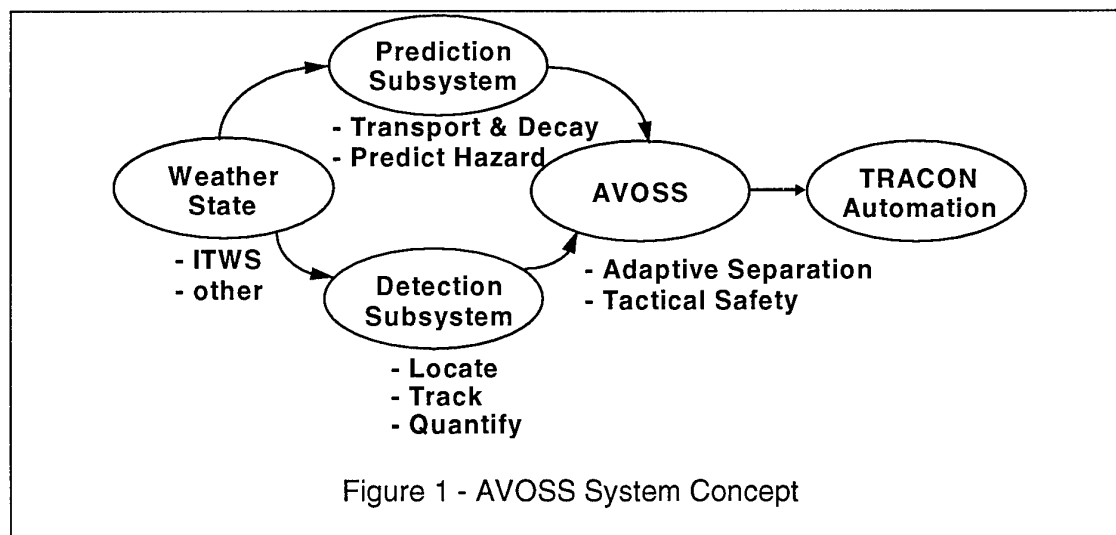 Prediction
Subsystem
- Transport & Decay
- Predict Hazard
Weather
State
- ITWS
- other
Detection
Subsystem
- Locate
- Track
- Quantify
AVOSS
- Adaptive Separation
- Tactical Safety
TRACON
Automation
Figure 1 - AVOSS System Concept